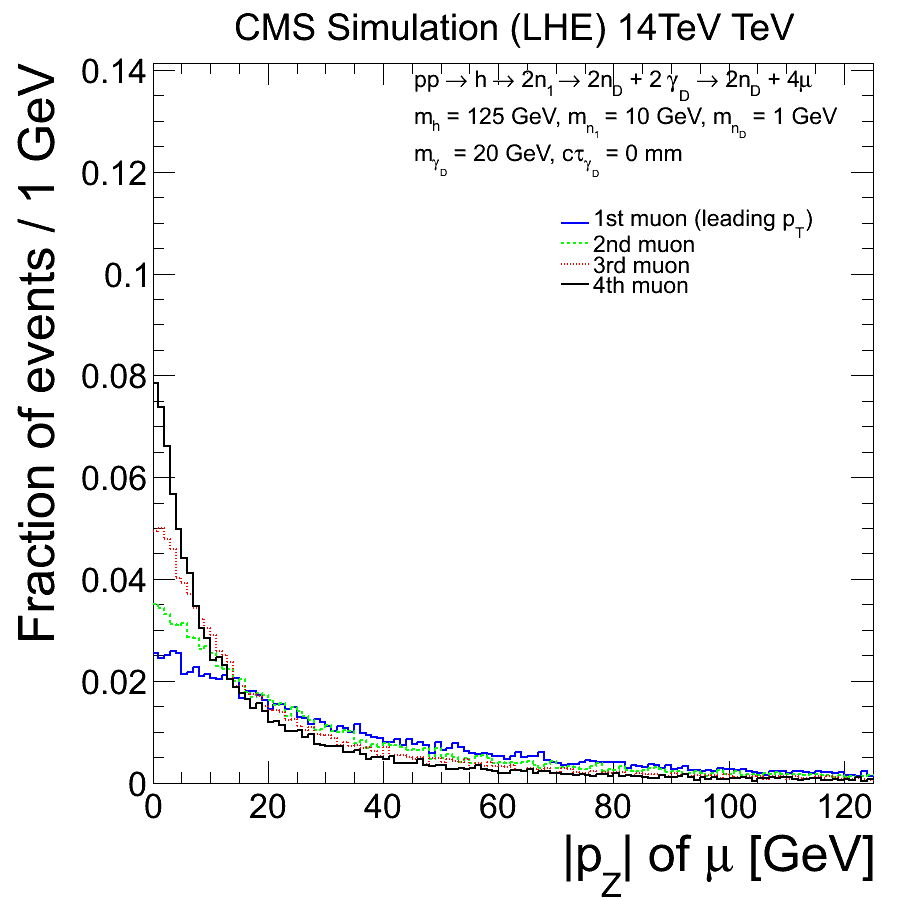 CMS Simulation (LHE) 14TeV TeV
pp → h → 2n1 → 2nD + 2 γD → 2nD + 4μ
mh = 125 GeV, mn1 = 10 GeV, mnD = 1 GeV
mγD = 20 GeV, cτγD = 0 mm
1st muon (leading pT)
2nd muon
3rd muon
4th muon
Fraction of events / 1 GeV
0.14
0.12
0.1
0.08
0.06
0.04
0.02
0
0 20 40 60 80 100 120
|pZ| of μ [GeV]